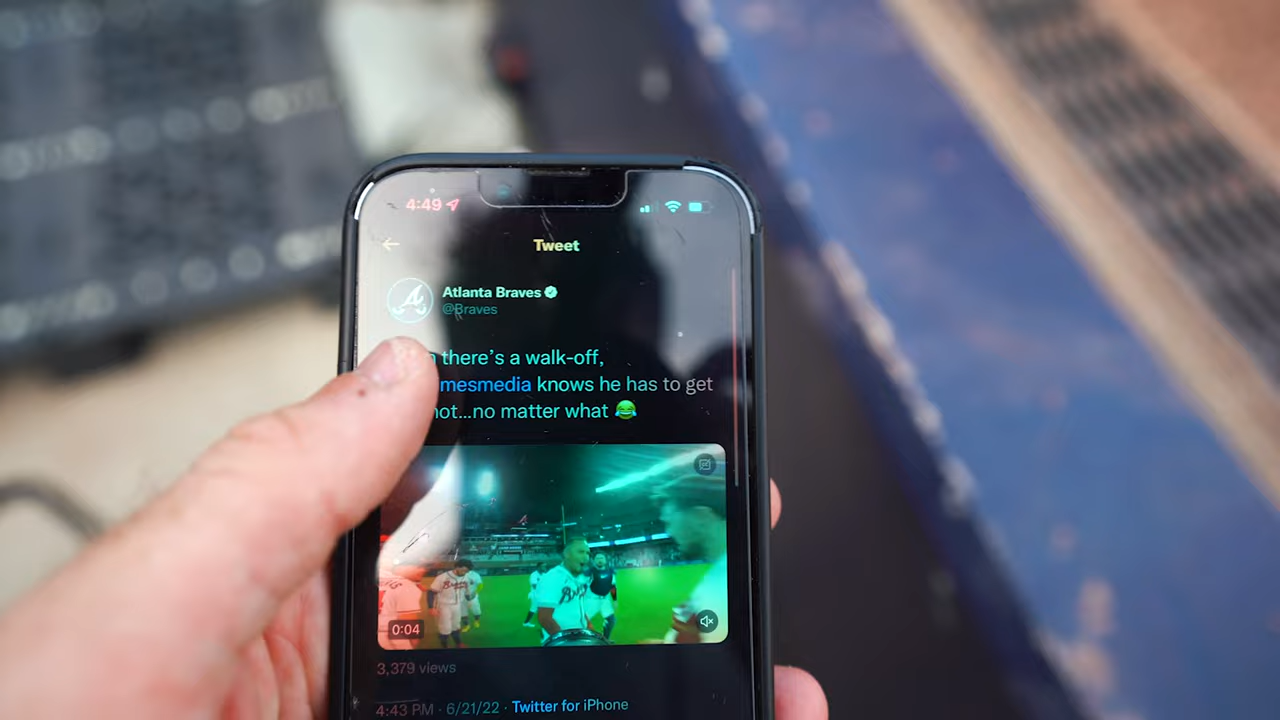 4:49
Tweet
Atlanta Braves
@Braves
there's a walk-off,
mesmedia knows he has to get
hot...no matter what 😂
Braves
0:04
3,379 views
4:43 PM · 6/21/22 · Twitter for iPhone